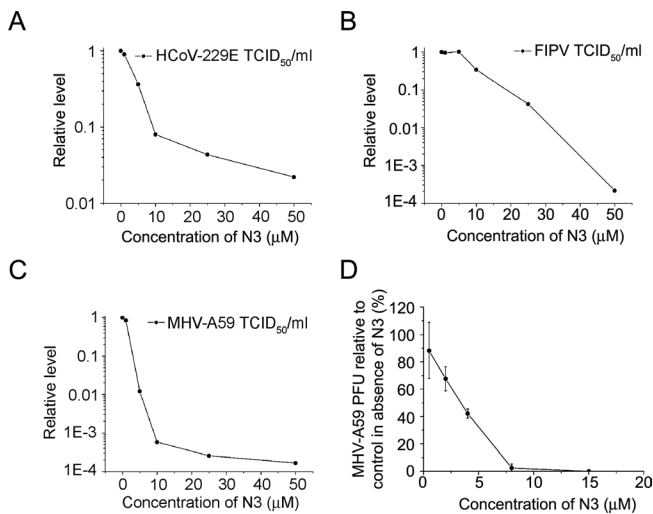 A
HCoV-229E TCID50/ml
1
0.1
0.01
Relative level
0 10 20 30 40 50
Concentration of N3 (μM)
B
FIPV TCID50/ml
1
0.1
0.01
1E-3
1E-4
Relative level
0 10 20 30 40 50
Concentration of N3 (μM)
C
MHV-A59 TCID50/ml
1
0.1
0.01
1E-3
1E-4
Relative level
0 10 20 30 40 50
Concentration of N3 (μM)
D
MHV-A59 PFU relative to
control in absence of N3 (%)
120
100
80
60
40
20
0
0 5 10 15 20
Concentration of N3 (μM)